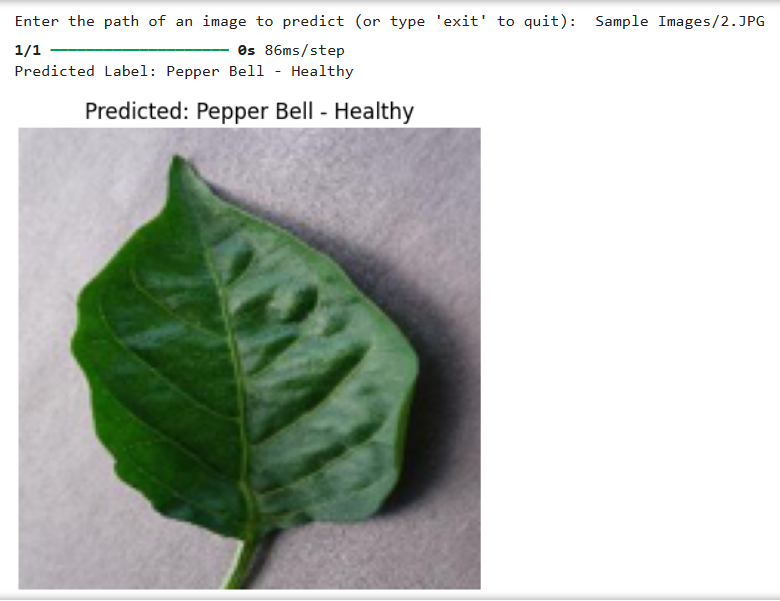 Enter the path of an image to predict (or type 'exit' to quit):  Sample Images/2.JPG
1/1 ━━━━━━━━━━━━━━━━━━━━ 0s 86ms/step
Predicted Label: Pepper Bell - Healthy
Predicted: Pepper Bell - Healthy